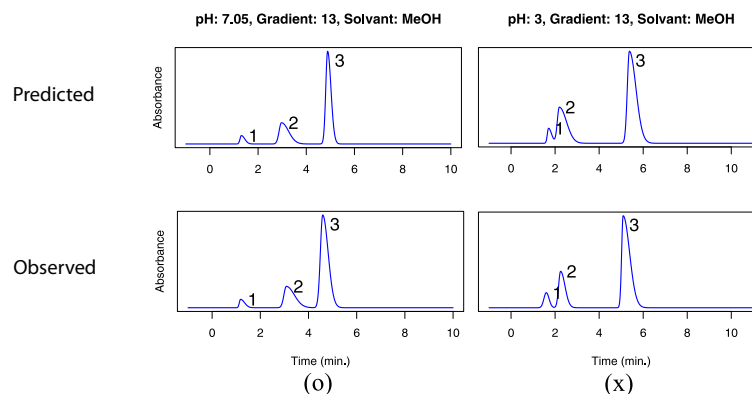 pH: 7.05, Gradient: 13, Solvant: MeOH
pH: 3, Gradient: 13, Solvant: MeOH
Predicted
Absorbance
1
2
3
0 2 4 6 8 10
1
2
3
0 2 4 6 8 10
Observed
Absorbance
1
2
3
0 2 4 6 8 10
Time (min.)
(o)
1
2
3
0 2 4 6 8 10
Time (min.)
(x)